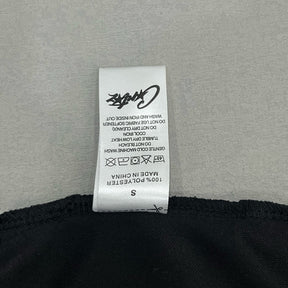 S
100% POLYESTER
MADE IN CHINA
GENTLE COLD MACHINE WASH
DO NOT BLEACH
TUMBLE DRY LOW HEAT
COOL IRON
DO NOT DRY CLEAN
DO NOT USE FABRIC SOFTENER
WASH AND IRON INSIDE OUT